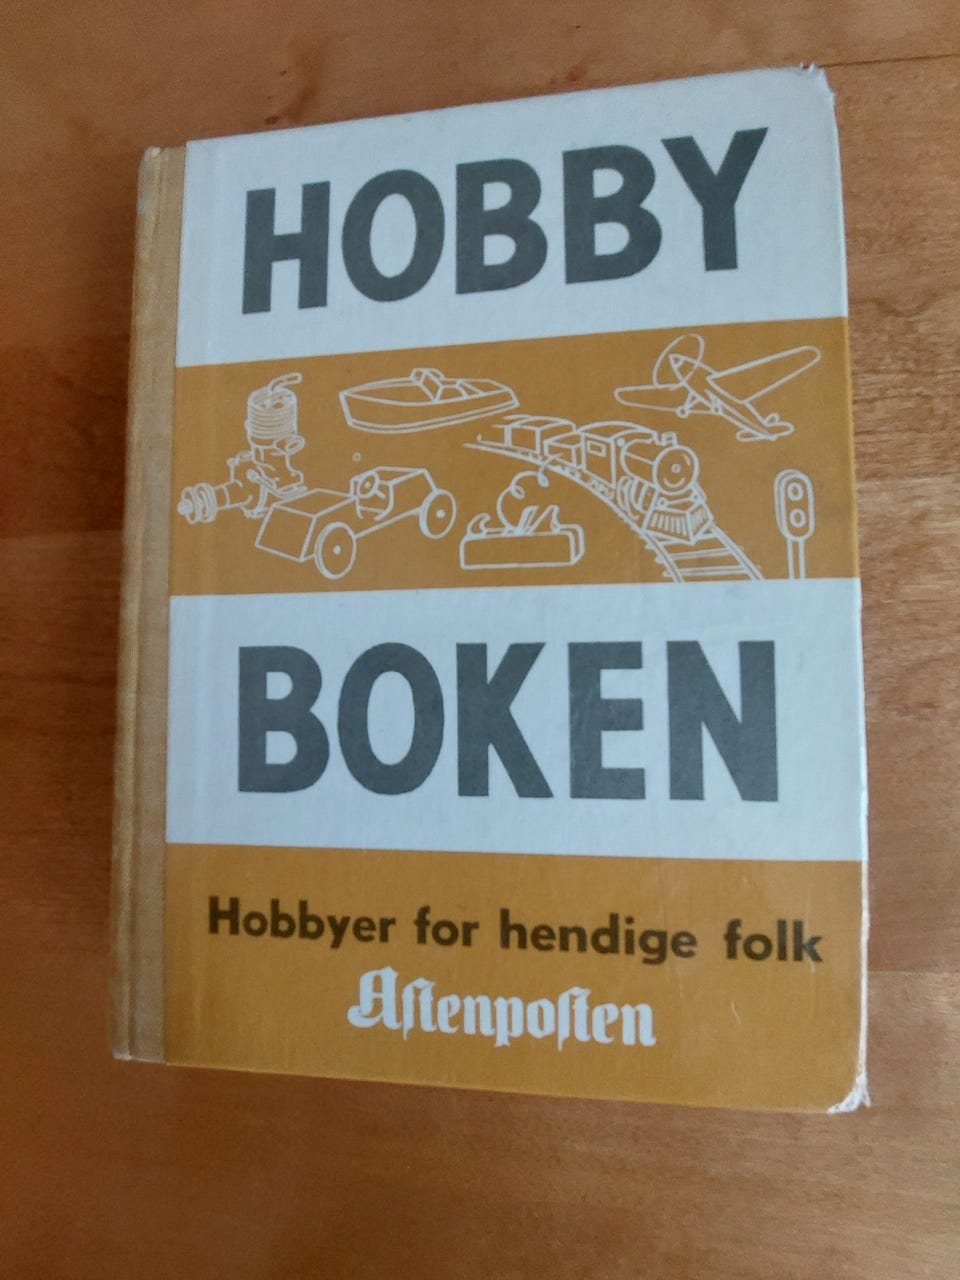 HOBBY
BOKEN
Hobbyer for hendige folk
Aftenposten